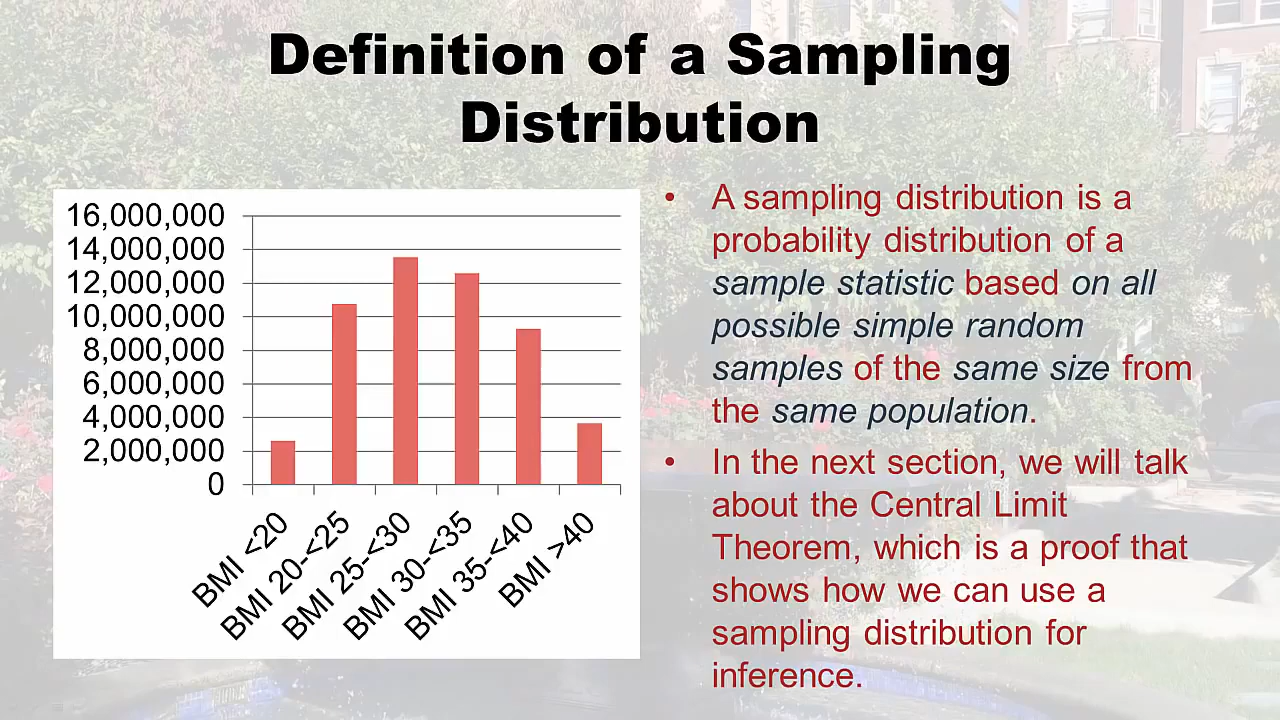 Definition of a Sampling
Distribution
16,000,000
14,000,000
12,000,000
10,000,000
8,000,000
6,000,000
4,000,000
2,000,000
0
BMI <20
BMI 20-<25
BMI 25-<30
BMI 30-<35
BMI 35-<40
BMI >40
• A sampling distribution is a
probability distribution of a
sample statistic based on all
possible simple random
samples of the same size from
the same population.
• In the next section, we will talk
about the Central Limit
Theorem, which is a proof that
shows how we can use a
sampling distribution for
inference.